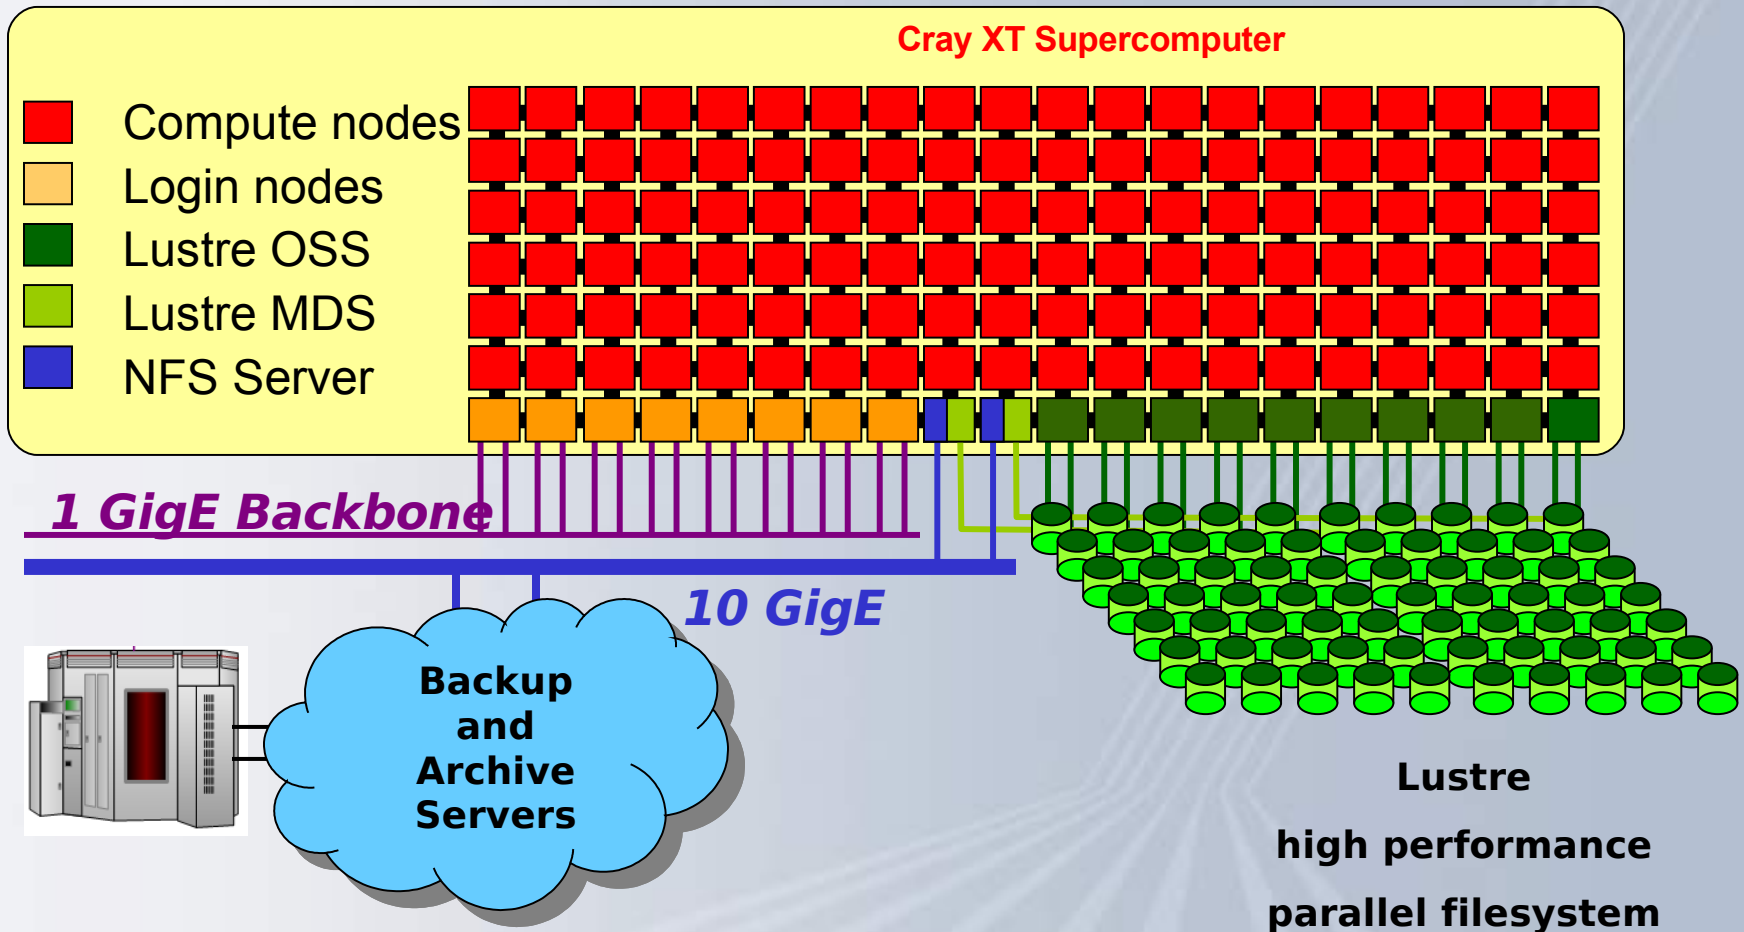 Cray XT Supercomputer
Compute nodes
Login nodes
Lustre OSS
Lustre MDS
NFS Server
1 GigE Backbone
10 GigE
Backup
and
Archive
Servers
Lustre
high performance
parallel filesystem